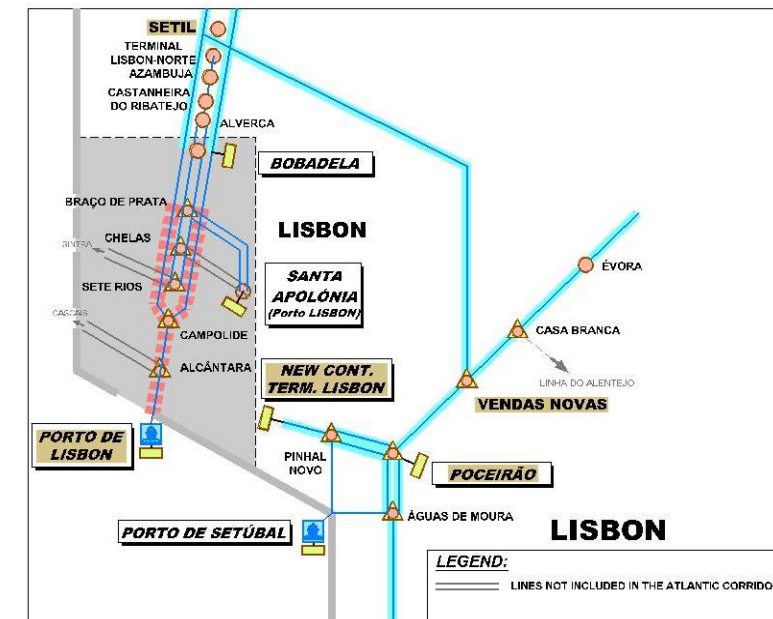 SETIL
TERMINAL
LISBON-NORTE
AZAMBUJA
CASTANHEIRA
DO RIBATEJO
ALVERCA
BOBADELA
BRAÇO DE PRATA
LISBON
CHELAS
SINTRA
SANTA
APOLÓNIA
(Porto LISBON)
ÉVORA
SETE RIOS
CASCAIS
CAMPOLIDE
CASA BRANCA
ALCÂNTARA
NEW CONT.
TERM. LISBON
LINHA DO ALENTEJO
VENDAS NOVAS
PORTO DE
LISBON
PINHAL
NOVO
POCEIRÃO
PORTO DE SETÚBAL
ÁGUAS DE MOURA
LISBON
LEGEND:
LINES NOT INCLUDED IN THE ATLANTIC CORRIDO